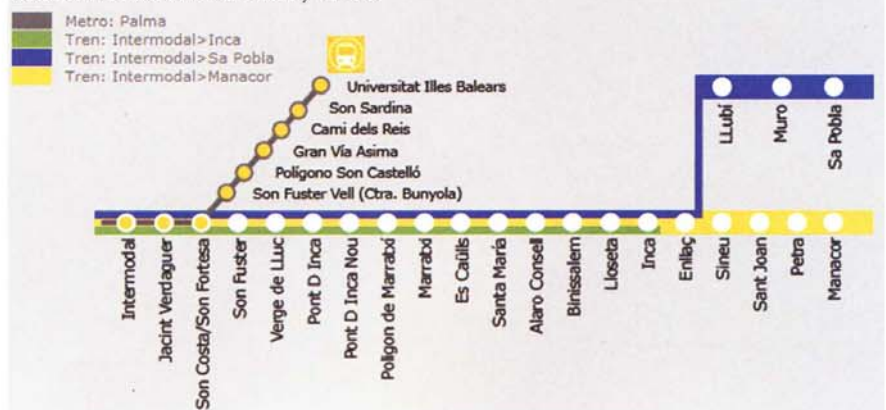 Metro: Palma
Tren: Intermodal>Inca
Tren: Intermodal>Sa Pobla
Tren: Intermodal>Manacor
Universitat Illes Balears
Son Sardina
Cami dels Reis
Gran Vía Asima
Polígono Son Castelló
Son Fuster Vell (Ctra. Bunyola)
Intermodal
Jacint Verdaguer
Son Costa/Son Fortesa
Son Fuster
Verge de LLuc
Pont D Inca
Pont D Inca Nou
Poligon de Marratxí
Marratxí
Es Caülls
Santa Maria
Alaro Consell
Binissalem
Lloseta
Inca
Enllaç
Sineu
Sant Joan
Petra
Manacor
LLubí
Muro
Sa Pobla